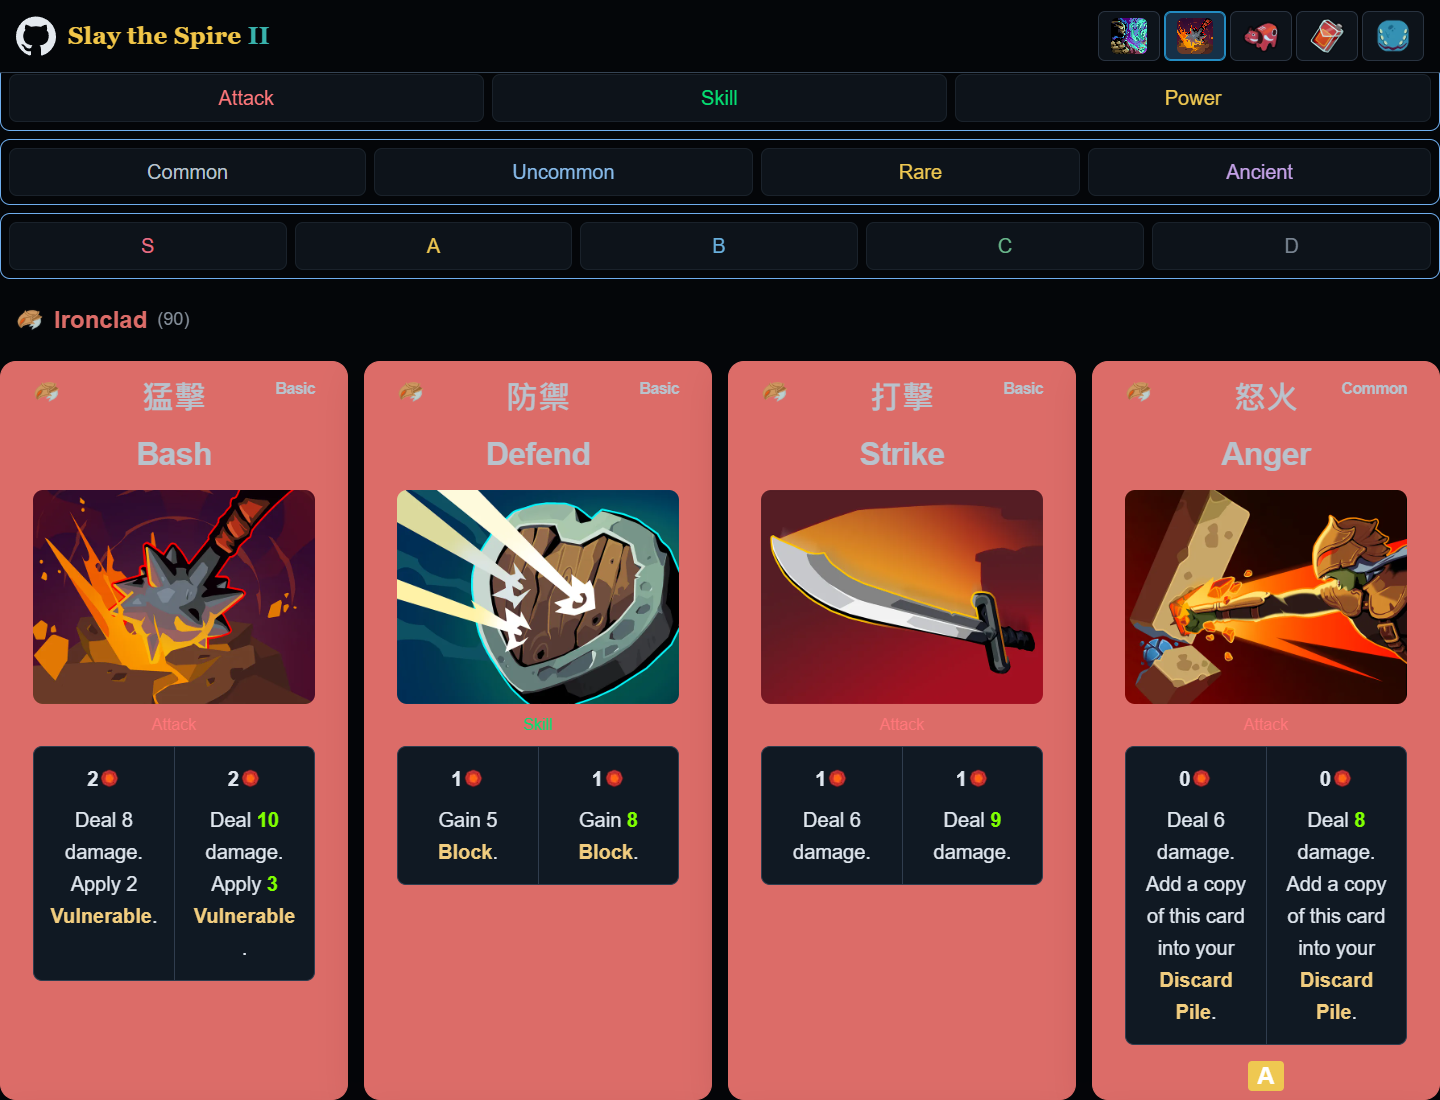 Slay the Spire II
Attack
Skill
Power
Common
Uncommon
Rare
Ancient
S
A
B
C
D
Ironclad (90)
猛擊
Basic
Bash
Attack
2
Deal 8
damage.
Apply 2
Vulnerable.
2
Deal 10
damage.
Apply 3
Vulnerable
.
防禦
Basic
Defend
Skill
1
Gain 5
Block.
1
Gain 8
Block.
打擊
Basic
Strike
Attack
1
Deal 6
damage.
1
Deal 9
damage.
怒火
Common
Anger
Attack
0
Deal 6
damage.
Add a copy
of this card
into your
Discard
Pile.
0
Deal 8
damage.
Add a copy
of this card
into your
Discard
Pile.
A